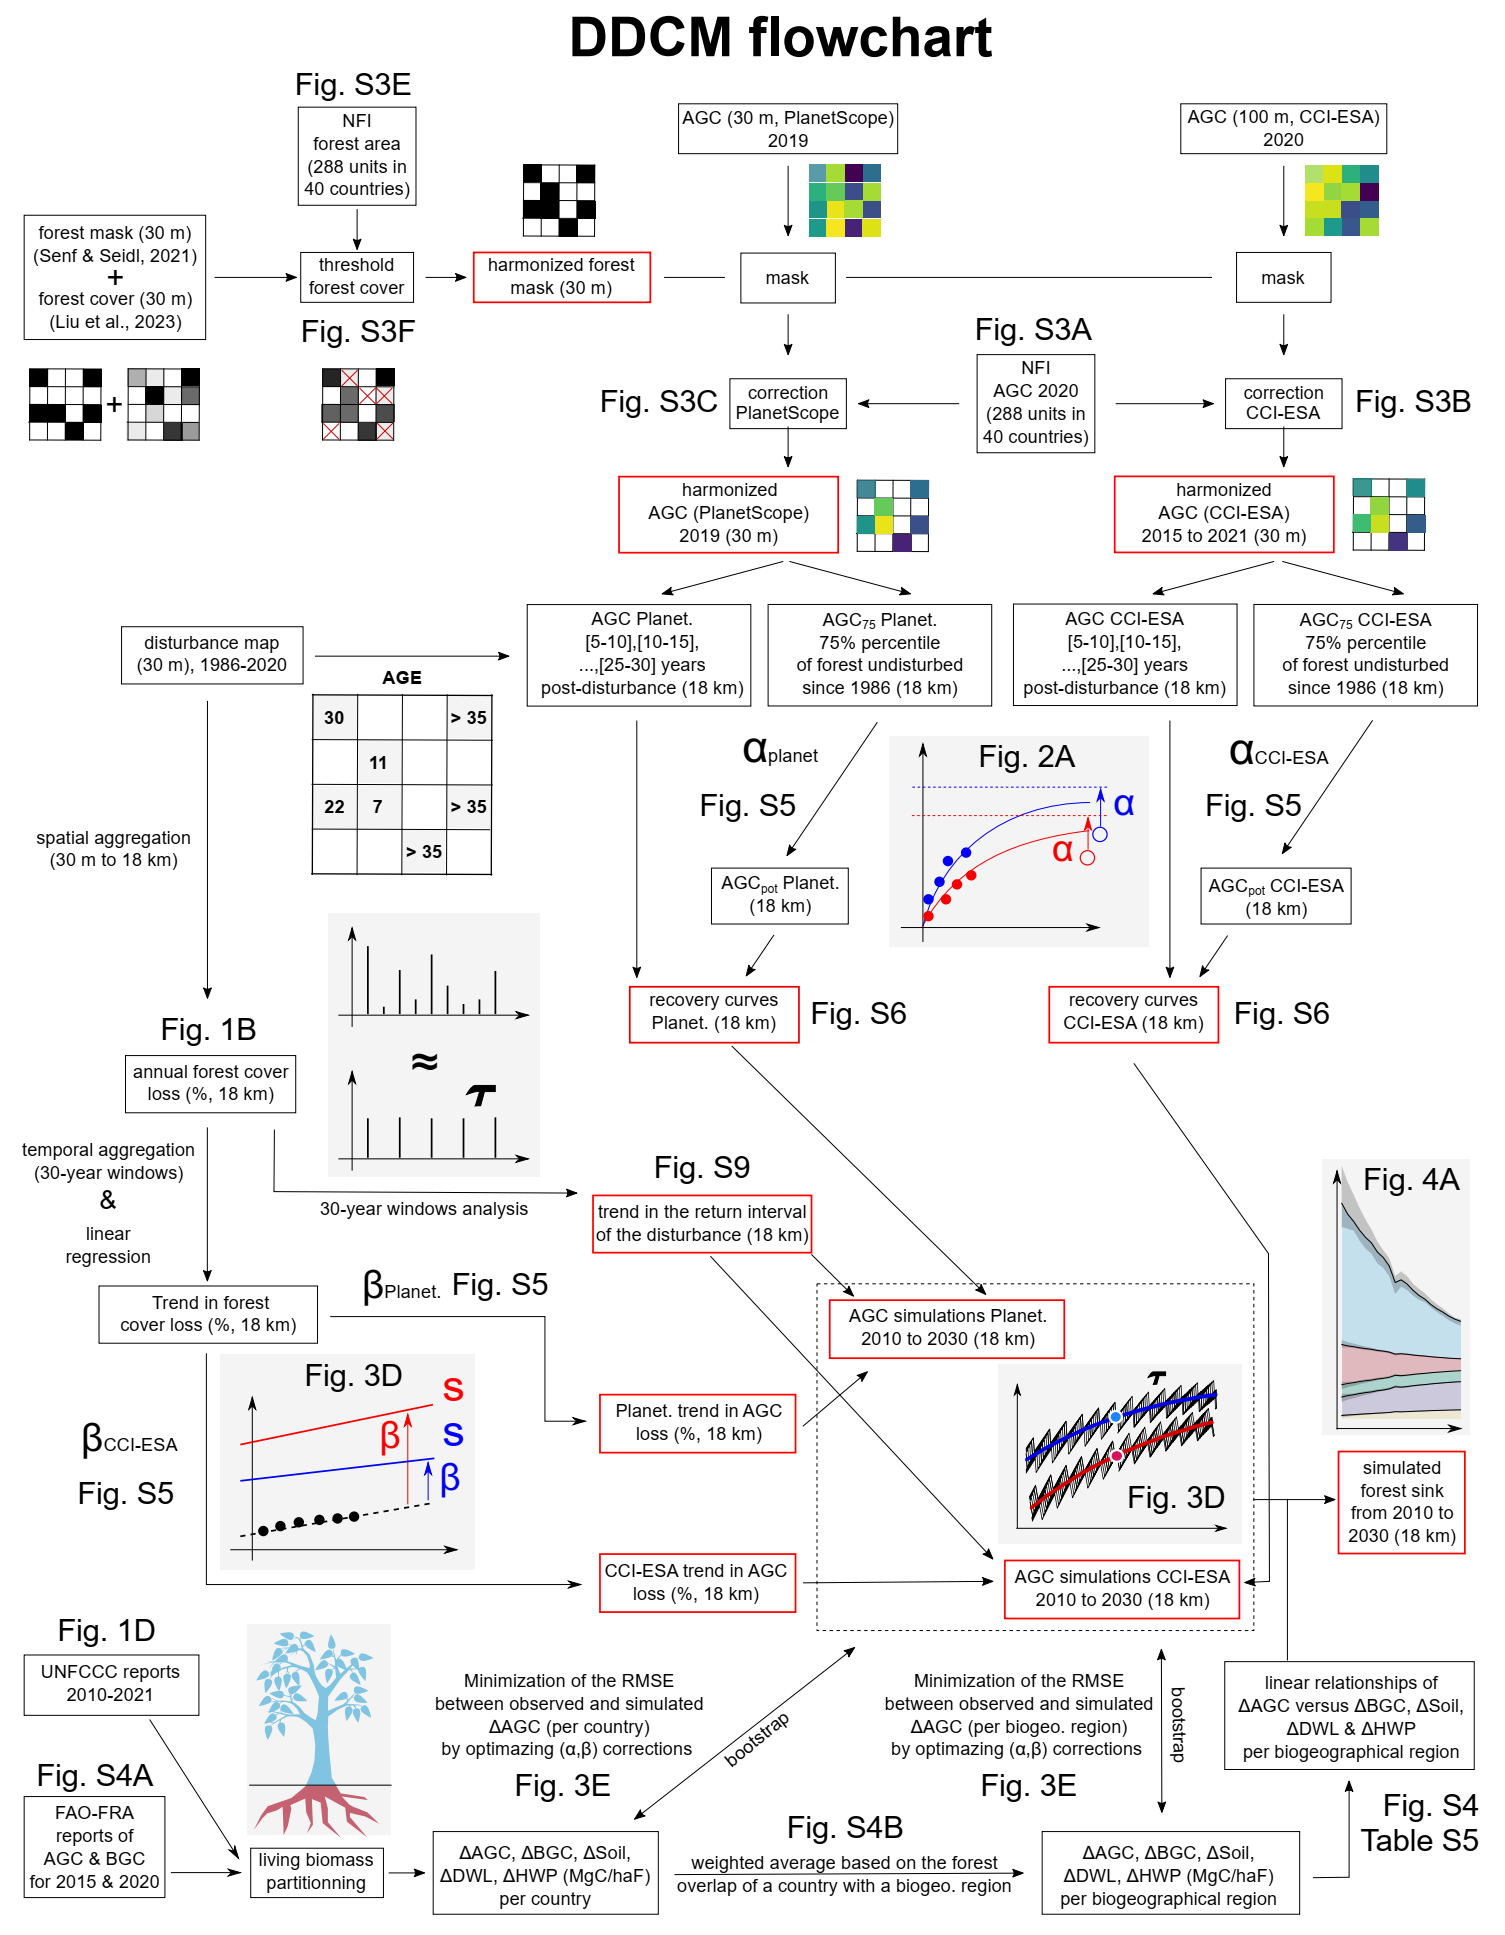 DDCM flowchart
Fig. S3E
NFI
forest area
(288 units in
40 countries)
AGC (30 m, PlanetScope)
2019
AGC (100 m, CCI-ESA)
2020
forest mask (30 m)
(Senf & Seidl, 2021)
+
forest cover (30 m)
(Liu et al., 2023)
threshold
forest cover
harmonized forest
mask (30 m)
mask
mask
Fig. S3F
+
Fig. S3A
NFI
AGC 2020
(288 units in
40 countries)
Fig. S3C
correction
PlanetScope
correction
CCI-ESA
Fig. S3B
harmonized
AGC (PlanetScope)
2019 (30 m)
harmonized
AGC (CCI-ESA)
2015 to 2021 (30 m)
disturbance map
(30 m), 1986-2020
AGC Planet.
[5-10],[10-15],
...,[25-30] years
post-disturbance (18 km)
AGC75 Planet.
75% percentile
of forest undisturbed
since 1986 (18 km)
AGC CCI-ESA
[5-10],[10-15],
...,[25-30] years
post-disturbance (18 km)
AGC75 CCI-ESA
75% percentile
of forest undisturbed
since 1986 (18 km)
AGE
30 > 35
11
22 7 > 35
> 35
αplanet
Fig. S5
Fig. 2A
α
α
αCCI-ESA
Fig. S5
spatial aggregation
(30 m to 18 km)
AGCpot Planet.
(18 km)
AGCpot CCI-ESA
(18 km)
recovery curves
Planet. (18 km)
Fig. S6
recovery curves
CCI-ESA (18 km)
Fig. S6
Fig. 1B
annual forest cover
loss (%, 18 km)
≈
τ
temporal aggregation
(30-year windows)
&
linear
regression
30-year windows analysis
Fig. S9
trend in the return interval
of the disturbance (18 km)
Fig. 4A
Trend in forest
cover loss (%, 18 km)
βPlanet. Fig. S5
AGC simulations Planet.
2010 to 2030 (18 km)
Fig. 3D
S
β
S
β
βCCI-ESA
Fig. S5
Planet. trend in AGC
loss (%, 18 km)
τ
Fig. 3D
simulated
forest sink
from 2010 to
2030 (18 km)
CCI-ESA trend in AGC
loss (%, 18 km)
AGC simulations CCI-ESA
2010 to 2030 (18 km)
Fig. 1D
UNFCCC reports
2010-2021
Minimization of the RMSE
between observed and simulated
ΔAGC (per country)
by optimazing (α,β) corrections
Fig. 3E
bootstrap
Minimization of the RMSE
between observed and simulated
ΔAGC (per biogeo. region)
by optimazing (α,β) corrections
Fig. 3E
bootstrap
linear relationships of
ΔAGC versus ΔBGC, ΔSoil,
ΔDWL & ΔHWP
per biogeographical region
Fig. S4A
FAO-FRA
reports of
AGC & BGC
for 2015 & 2020
living biomass
partitionning
ΔAGC, ΔBGC, ΔSoil,
ΔDWL, ΔHWP (MgC/haF)
per country
Fig. S4B
weighted average based on the forest
overlap of a country with a biogeo. region
ΔAGC, ΔBGC, ΔSoil,
ΔDWL, ΔHWP (MgC/haF)
per biogeographical region
Fig. S4
Table S5